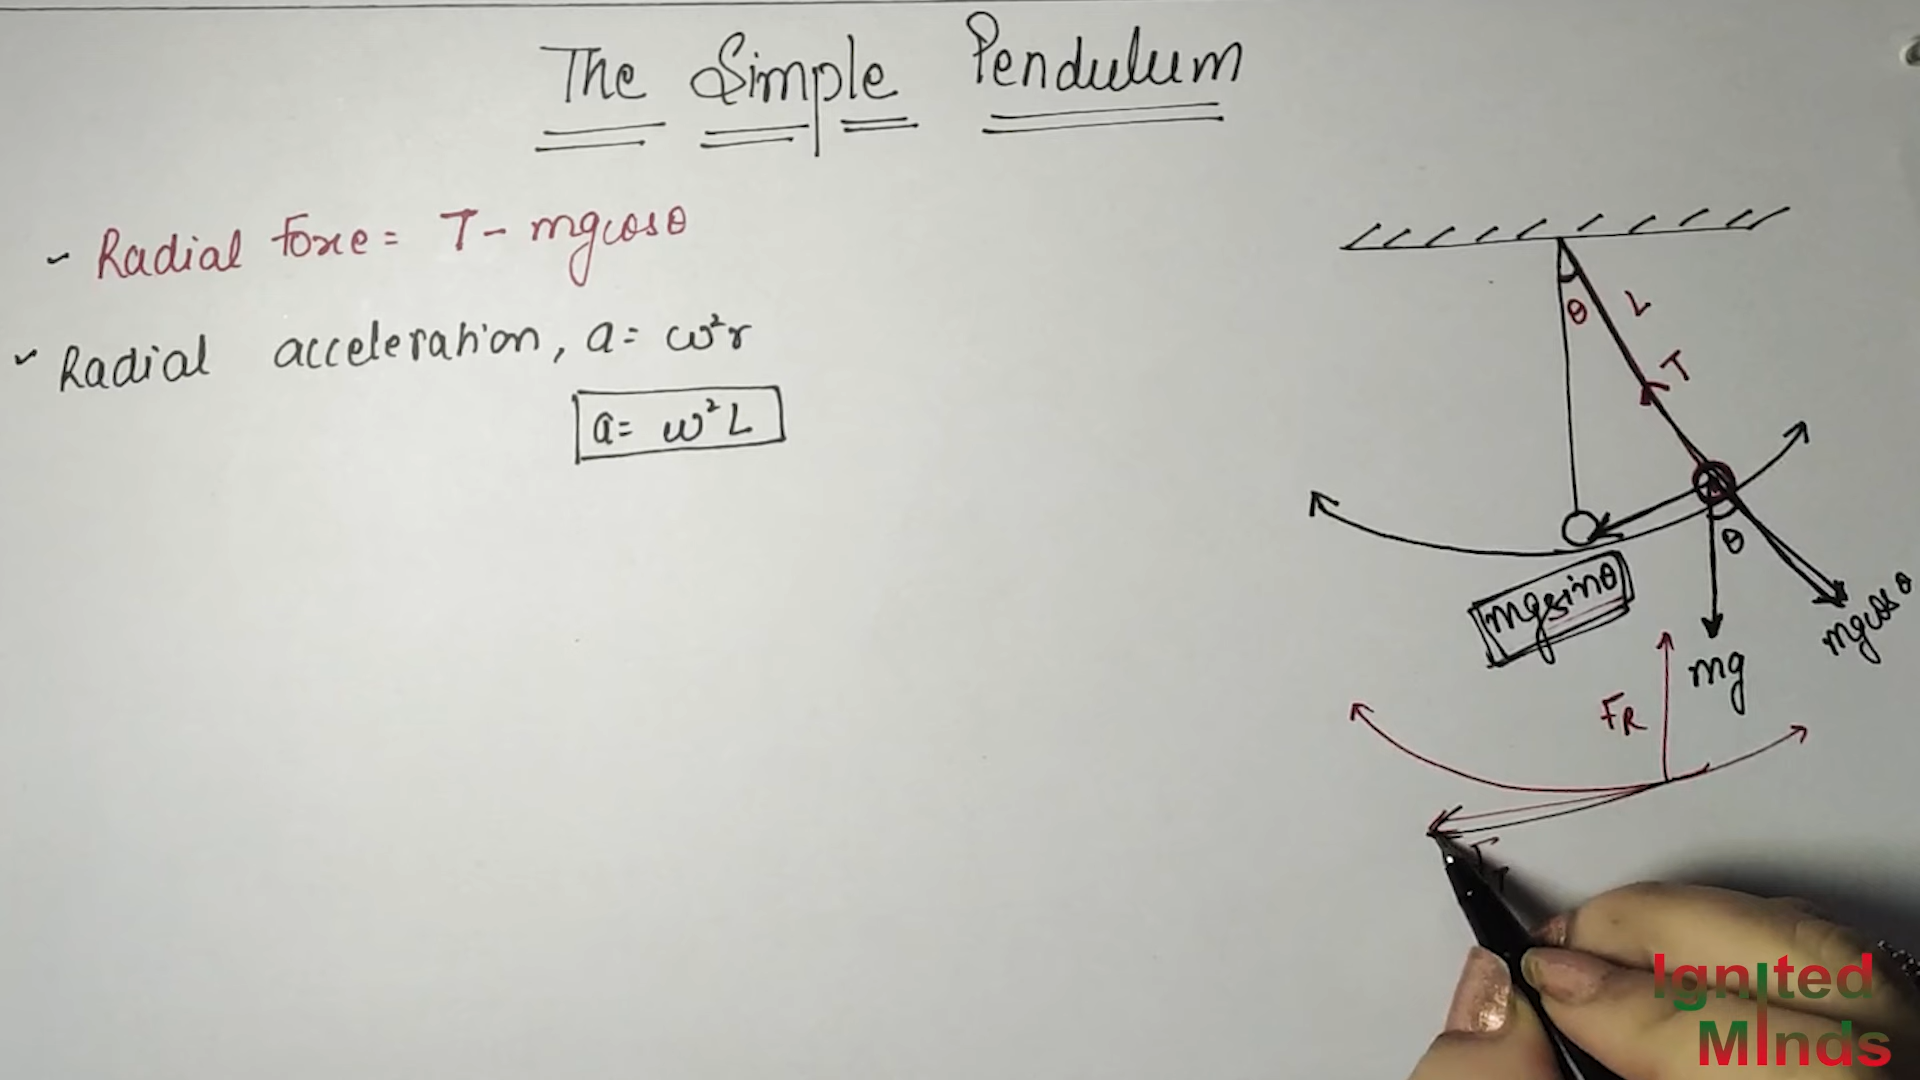 The Simple Pendulum
- Radial Force = T - mgcosθ
Radial acceleration, a = ω²r
a = ω²L
θ
L
T
θ
mgsinθ
mgcosθ
mg
FR
Ignited
Minds